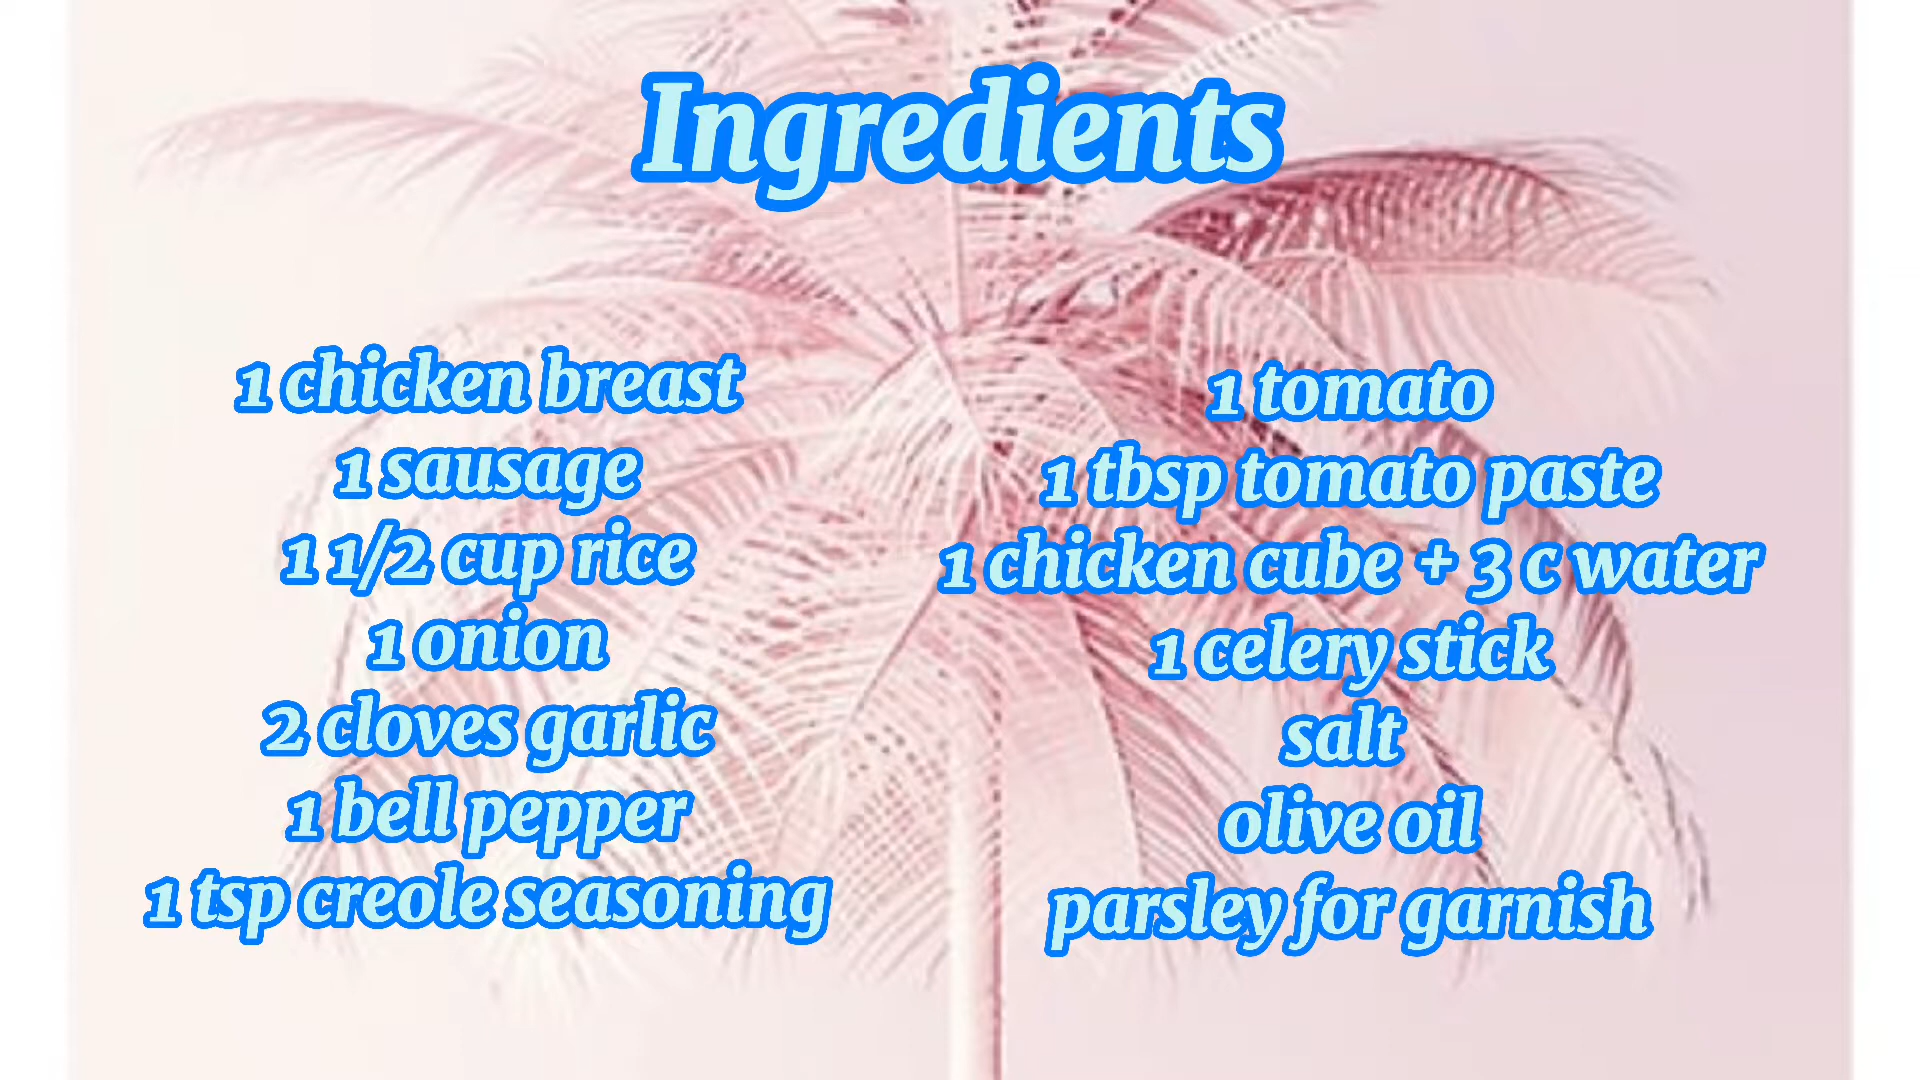 Ingredients
1 chicken breast
1 sausage
1 1/2 cup rice
1 onion
2 cloves garlic
1 bell pepper
1 tsp creole seasoning
1 tomato
1 tbsp tomato paste
1 chicken cube + 3 c water
1 celery stick
salt
olive oil
parsley for garnish